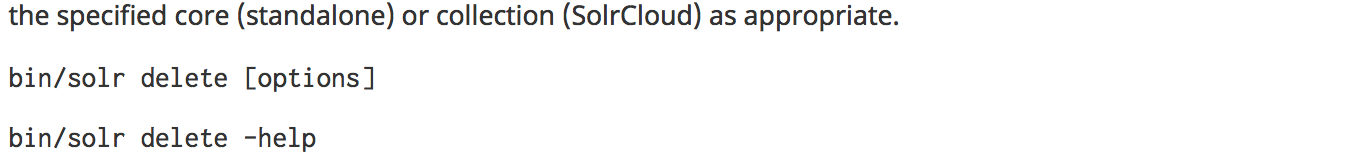 the specified core (standalone) or collection (SolrCloud) as appropriate.
bin/solr delete [options]
bin/solr delete -help